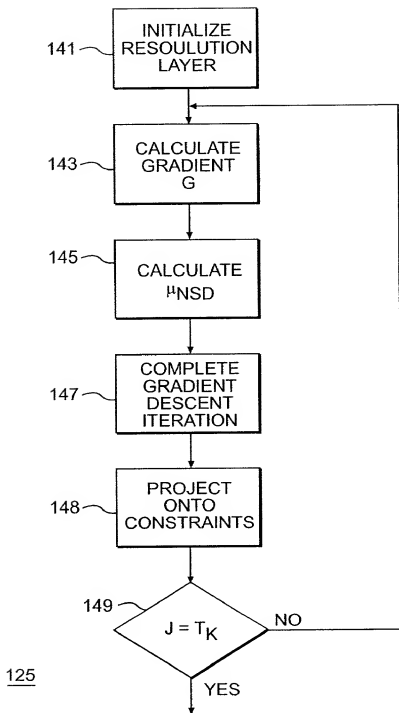 INITIALIZE
RESOULUTION
LAYER
141
CALCULATE
GRADIENT
G
143
145
CALCULATE
μNSD
COMPLETE
GRADIENT
DESCENT
ITERATION
147
PROJECT
ONTO
CONSTRAINTS
148
149
J = TK
NO
125
YES